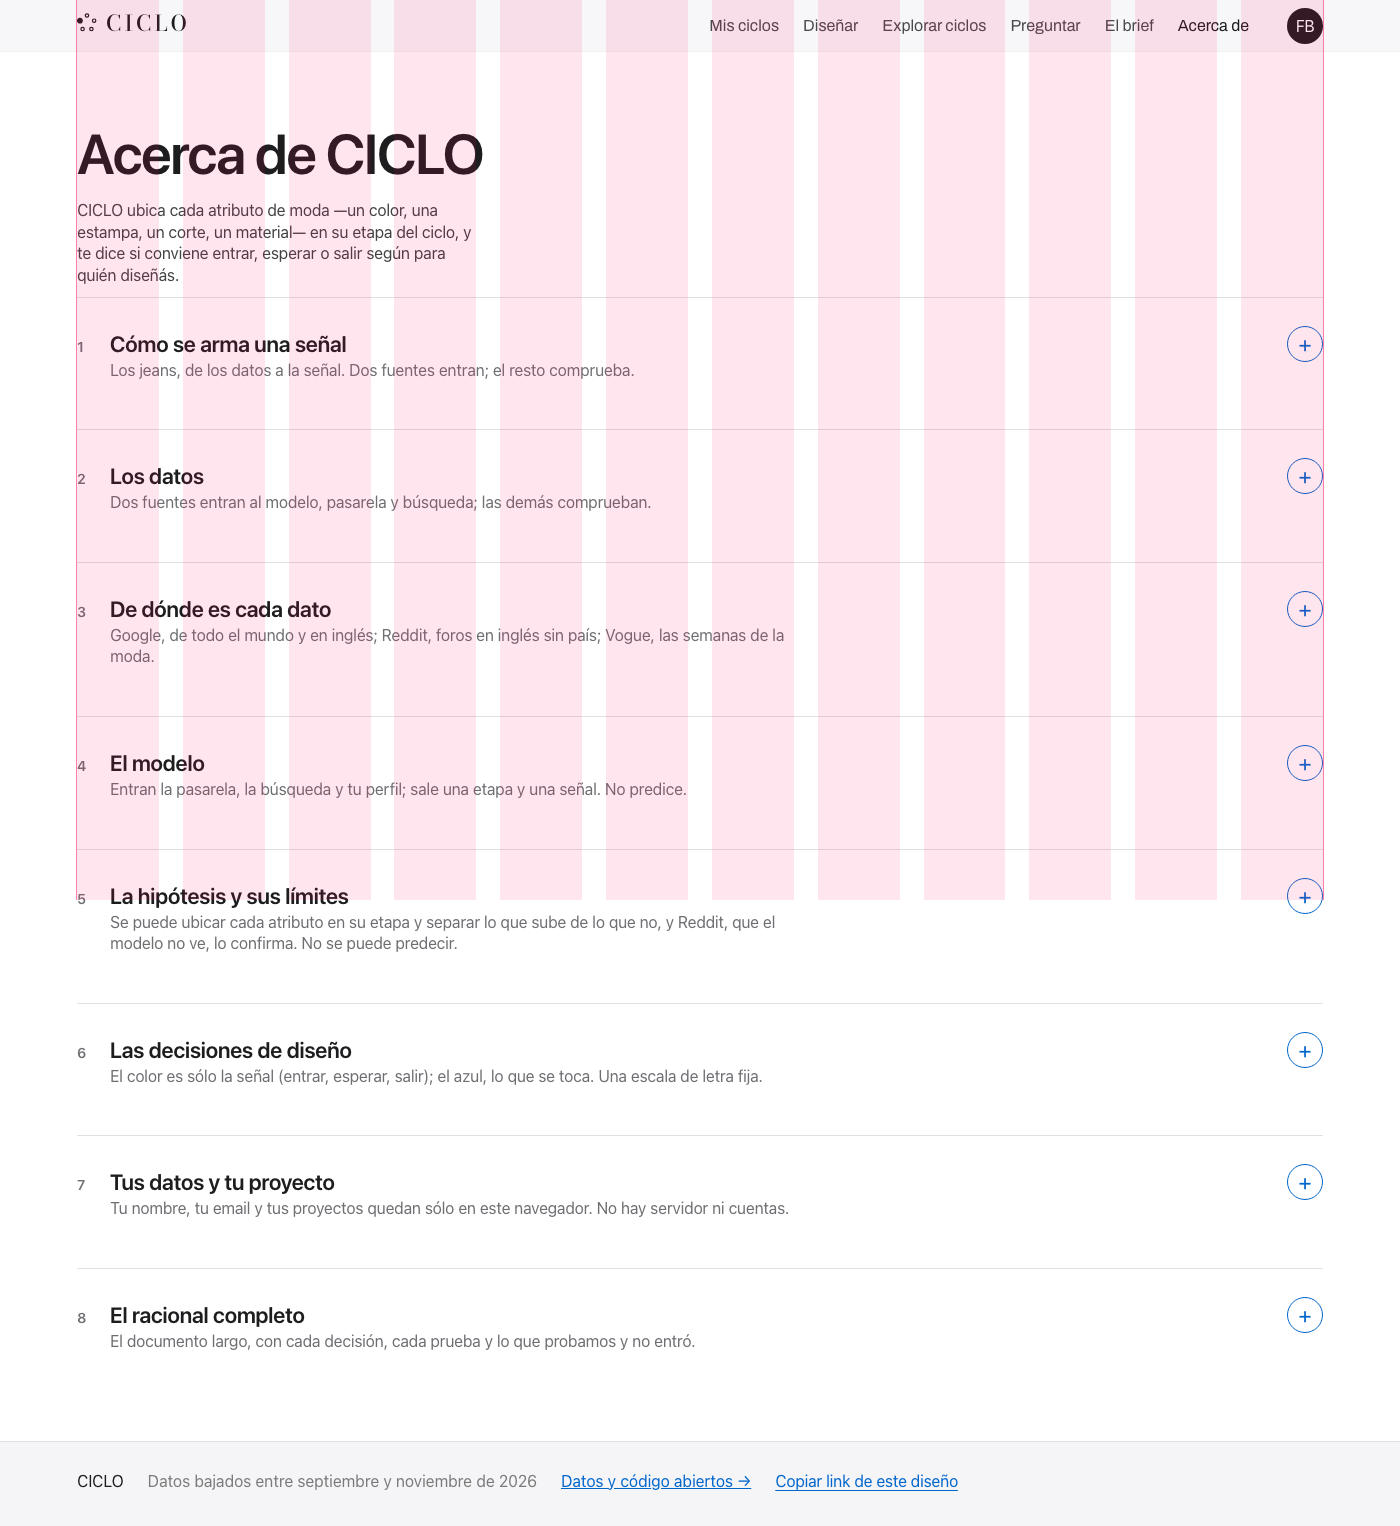 CICLO
Mis ciclos Diseñar Explorar ciclos Preguntar El brief Acerca de FB
Acerca de CICLO
CICLO ubica cada atributo de moda —un color, una
estampa, un corte, un material— en su etapa del ciclo, y
te dice si conviene entrar, esperar o salir según para
quién diseñás.
1 Cómo se arma una señal +
Los jeans, de los datos a la señal. Dos fuentes entran; el resto comprueba.
2 Los datos +
Dos fuentes entran al modelo, pasarela y búsqueda; las demás comprueban.
3 De dónde es cada dato +
Google, de todo el mundo y en inglés; Reddit, foros en inglés sin país; Vogue, las semanas de la
moda.
4 El modelo +
Entran la pasarela, la búsqueda y tu perfil; sale una etapa y una señal. No predice.
5 La hipótesis y sus límites +
Se puede ubicar cada atributo en su etapa y separar lo que sube de lo que no, y Reddit, que el
modelo no ve, lo confirma. No se puede predecir.
6 Las decisiones de diseño +
El color es sólo la señal (entrar, esperar, salir); el azul, lo que se toca. Una escala de letra fija.
7 Tus datos y tu proyecto +
Tu nombre, tu email y tus proyectos quedan sólo en este navegador. No hay servidor ni cuentas.
8 El racional completo +
El documento largo, con cada decisión, cada prueba y lo que probamos y no entró.
CICLO Datos bajados entre septiembre y noviembre de 2026 Datos y código abiertos → Copiar link de este diseño